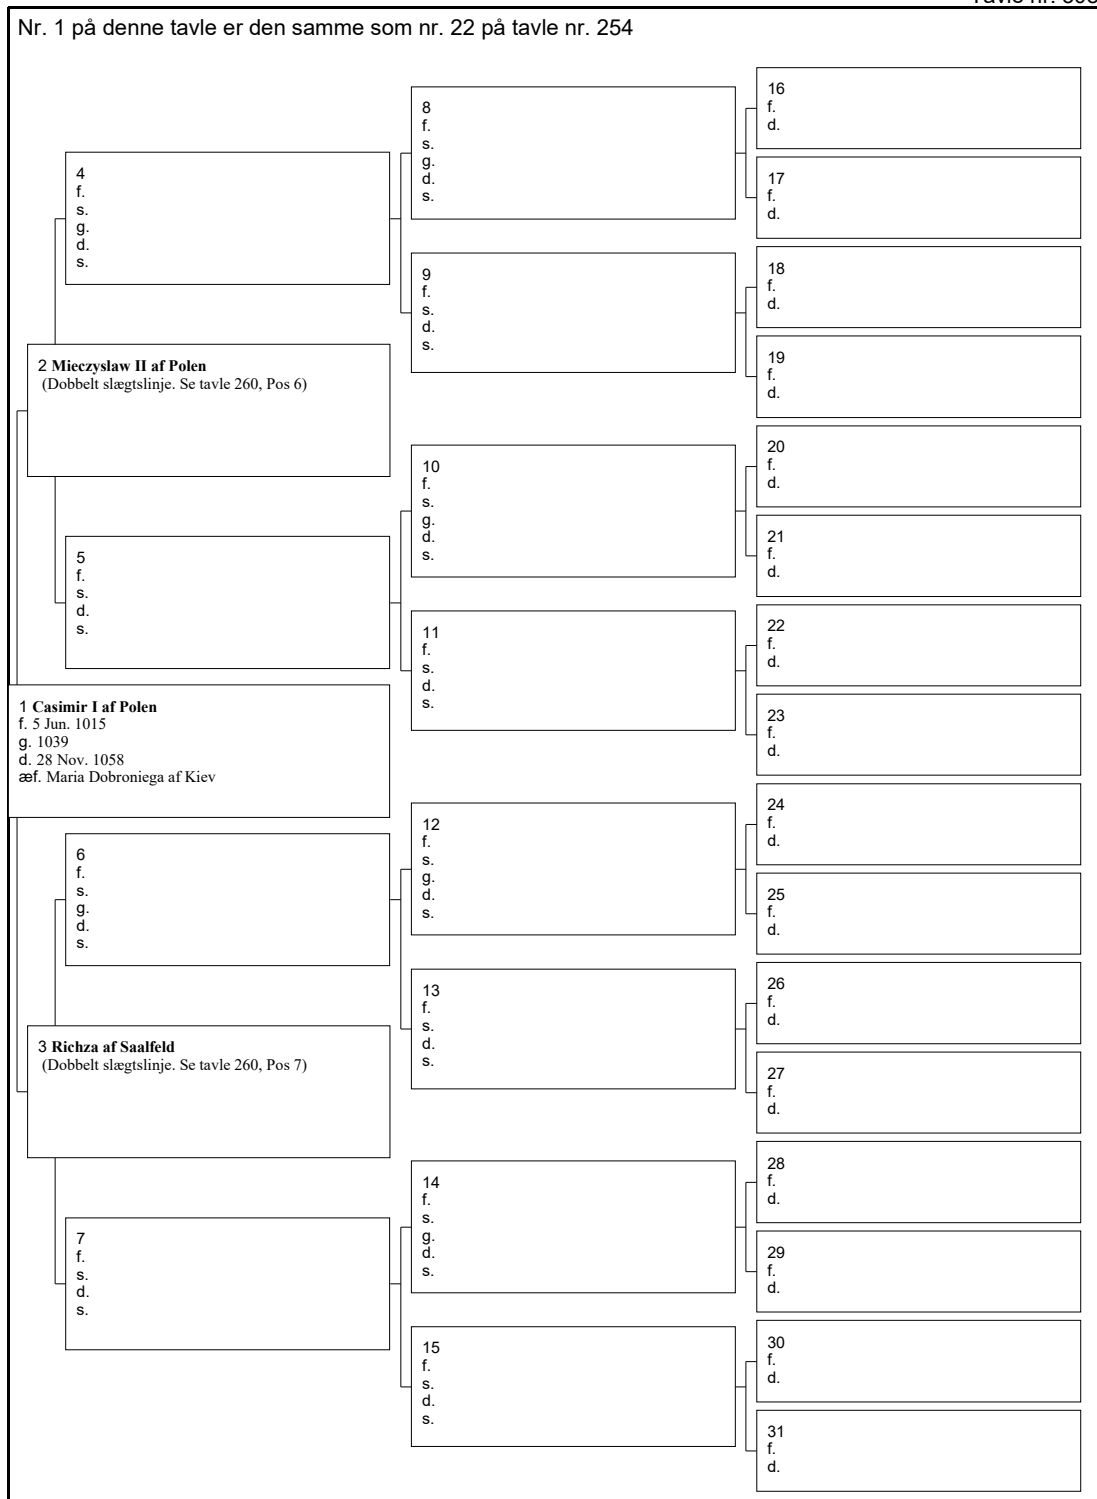 Nr. 1 på denne tavle er den samme som nr. 22 på tavle nr. 254
16
f.
d.
8
f.
s.
g.
d.
s.
4
f.
s.
g.
d.
s.
17
f.
d.
18
f.
d.
9
f.
s.
d.
s.
2 Mieczyslaw II af Polen
(Dobbelt slægtslinje. Se tavle 260, Pos 6)
19
f.
d.
20
f.
d.
10
f.
s.
g.
d.
s.
21
f.
d.
5
f.
s.
d.
s.
22
f.
d.
11
f.
s.
d.
s.
1 Casimir I af Polen
f. 5 Jun. 1015
g. 1039
d. 28 Nov. 1058
æf. Maria Dobroniega af Kiev
23
f.
d.
24
f.
d.
12
f.
s.
g.
d.
s.
6
f.
s.
g.
d.
s.
25
f.
d.
26
f.
d.
13
f.
s.
d.
s.
3 Richza af Saalfeld
(Dobbelt slægtslinje. Se tavle 260, Pos 7)
27
f.
d.
28
f.
d.
14
f.
s.
g.
d.
s.
7
f.
s.
d.
s.
29
f.
d.
30
f.
d.
15
f.
s.
d.
s.
31
f.
d.